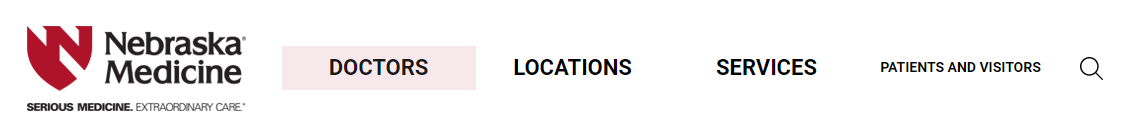 Nebraska®
Medicine
SERIOUS MEDICINE. EXTRAORDINARY CARE.®
DOCTORS
LOCATIONS
SERVICES
PATIENTS AND VISITORS